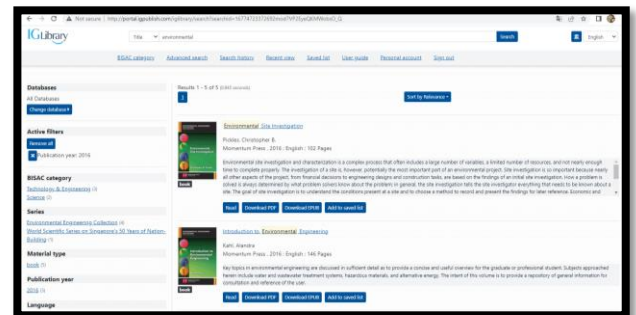 Not secure | http://portal.igpublish.com/iglibrary/search
IGLibrary
Title environmental Search English
BISAC category Advanced search Search history Recent view Saved list User guide Personal account Sign out
Databases
All Databases
Change database
Active filters
Remove all
Publication year: 2016
BISAC category
Technology & Engineering
Science
Series
Environmental Engineering Collection
World Scientific Series on Singapore's 50 Years of Nation-Building
Material type
book
Publication year
2016
Language
Results 1 - 5 of 5
1
Sort by Relevance
Environmental Site Investigation
Pickles, Christopher B.
Momentum Press , 2016 : English : 102 Pages
Environmental site investigation and characterization is a complex process that often includes a large number of variables, a limited number of resources, and not nearly enough
time to complete properly. The investigation of a site is, however, potentially the most important part of an environmental project. Site investigation is so important because nearly
all other aspects of the project, from financial decisions to engineering designs and construction tasks, are based on the findings of an initial site investigation. How a problem is
solved is always determined by what problem solvers know about the problem; in general, the site investigation tells the site investigator everything that needs to be known about a
site. The goal of site investigation is to understand the conditions present at a site and to choose a method to record and present the findings for later reference. Economic and
book
Read Download PDF Download EPUB Add to saved list
Introduction to Environmental Engineering
Kahl, Alandra
Momentum Press , 2016 : English : 146 Pages
Key topics in environmental engineering are discussed in sufficient detail so to provide a concise and useful overview for the graduate or professional student. Subjects approached
herein include water and wastewater treatment systems, hazardous materials, and alternative energy. The intent of this volume is to provide a repository of general information for
consultation and reference of the user.
book
Read Download PDF Download EPUB Add to saved list